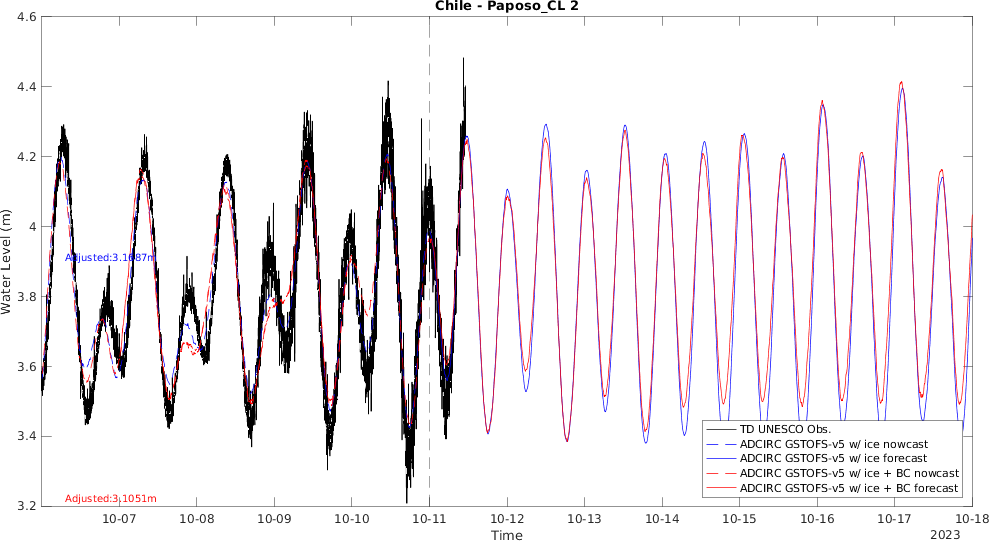 Chile - Paposo_CL 2
4.6
4.4
4.2
4
3.8
3.6
3.4
3.2
Water Level (m)
Adjusted:3.1687m
Adjusted:3.1051m
TD UNESCO Obs.
ADCIRC GSTOFS-v5 w/ ice nowcast
ADCIRC GSTOFS-v5 w/ ice forecast
ADCIRC GSTOFS-v5 w/ ice + BC nowcast
ADCIRC GSTOFS-v5 w/ ice + BC forecast
10-07 10-08 10-09 10-10 10-11 10-12 10-13 10-14 10-15 10-16 10-17 10-18
Time
2023